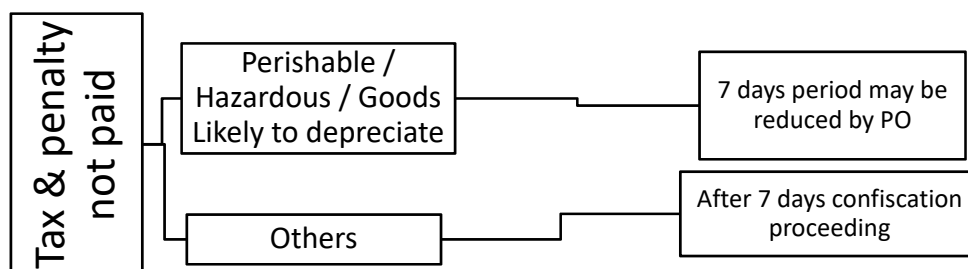 Tax & penalty
not paid
Perishable /
Hazardous / Goods
Likely to depreciate
7 days period may be
reduced by PO
Others
After 7 days confiscation
proceeding